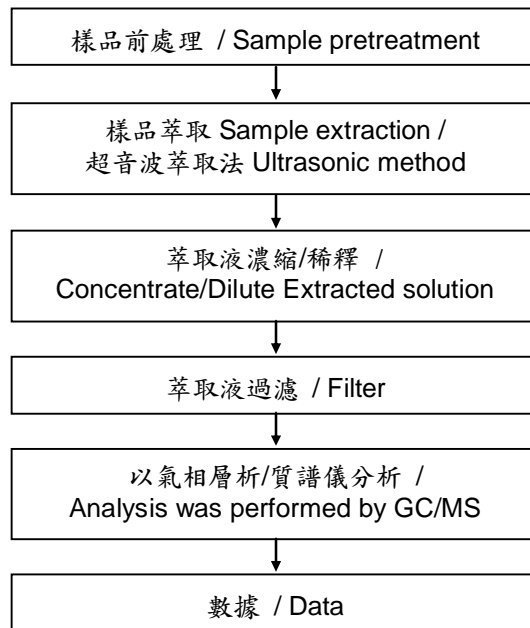 樣品前處理 / Sample pretreatment
樣品萃取 Sample extraction /
超音波萃取法 Ultrasonic method
萃取液濃縮/稀釋 /
Concentrate/Dilute Extracted solution
萃取液過濾 / Filter
以氣相層析/質譜儀分析 /
Analysis was performed by GC/MS
數據 / Data